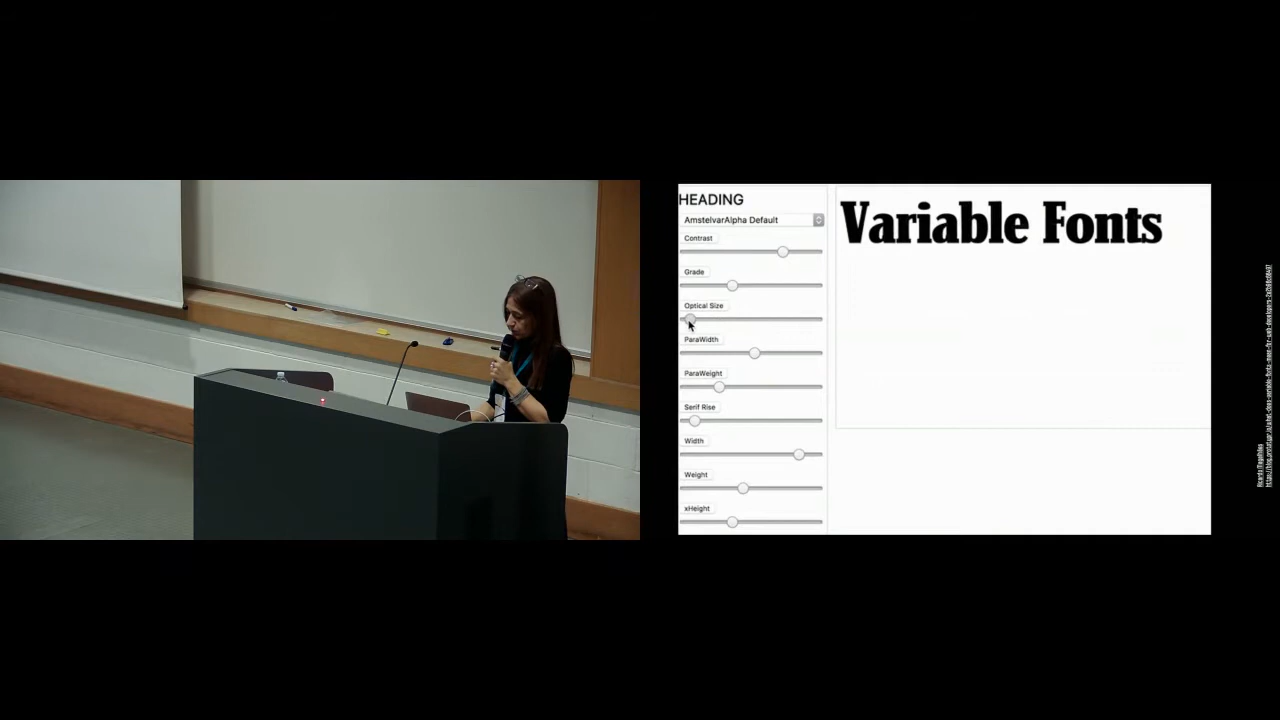 HEADING
AmstelvarAlpha Default
Contrast
Grade
Optical Size
ParaWidth
ParaWeight
Serif Rise
Width
Weight
xHeight
Variable Fonts